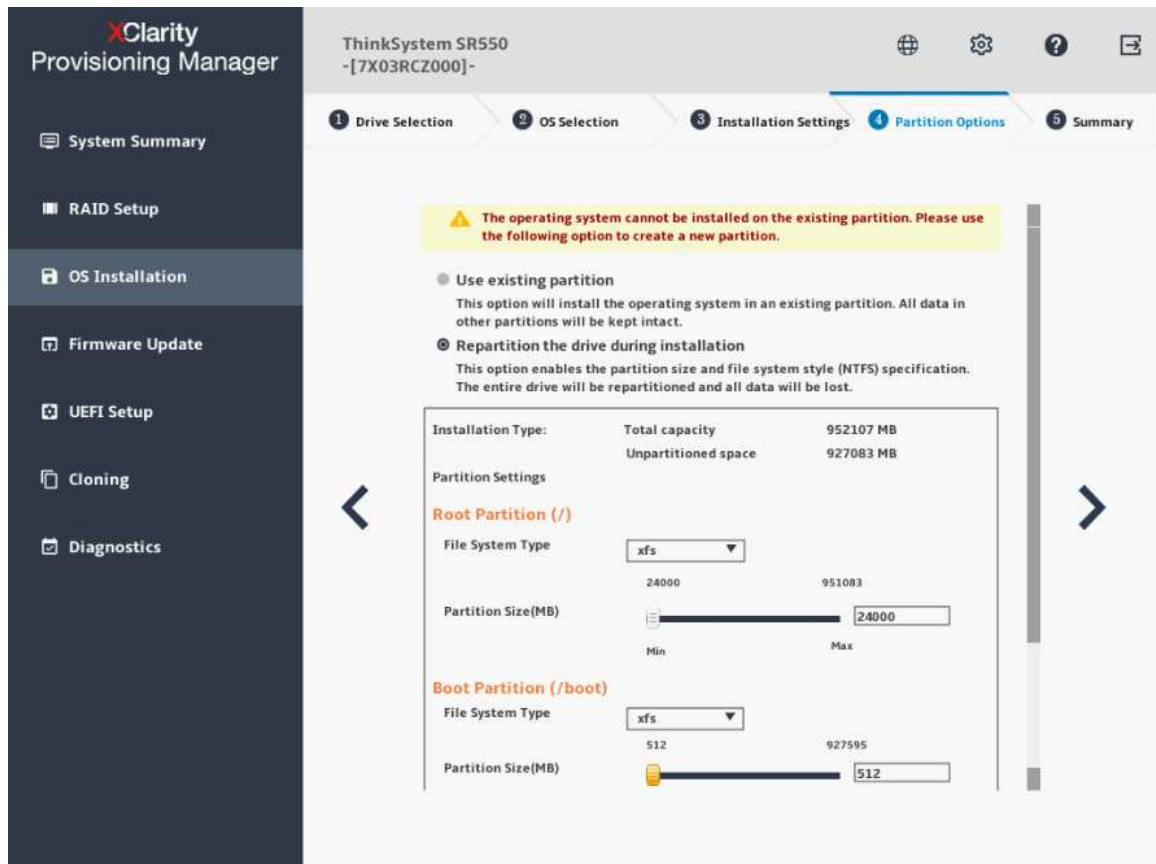 XClarity
Provisioning Manager
System Summary
RAID Setup
OS Installation
Firmware Update
UEFI Setup
Cloning
Diagnostics
ThinkSystem SR550
-[7X03RCZ000]-
1 Drive Selection
2 OS Selection
3 Installation Settings
4 Partition Options
5 Summary
The operating system cannot be installed on the existing partition. Please use
the following option to create a new partition.
Use existing partition
This option will install the operating system in an existing partition. All data in
other partitions will be kept intact.
Repartition the drive during installation
This option enables the partition size and file system style (NTFS) specification.
The entire drive will be repartitioned and all data will be lost.
Installation Type: Total capacity 952107 MB
Unpartitioned space 927083 MB
Partition Settings
Root Partition (/)
File System Type xfs
24000 951083
Partition Size(MB) 24000
Min Max
Boot Partition (/boot)
File System Type xfs
512 927595
Partition Size(MB) 512